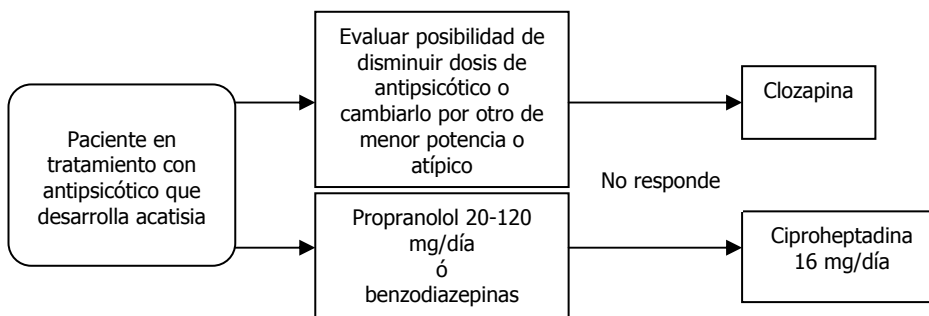 Paciente en
tratamiento con
antipsicótico que
desarrolla acatisia
Evaluar posibilidad de
disminuir dosis de
antipsicótico o
cambiarlo por otro de
menor potencia o
atípico
Propranolol 20-120
mg/día
ó
benzodiazepinas
No responde
Clozapina
Ciproheptadina
16 mg/día